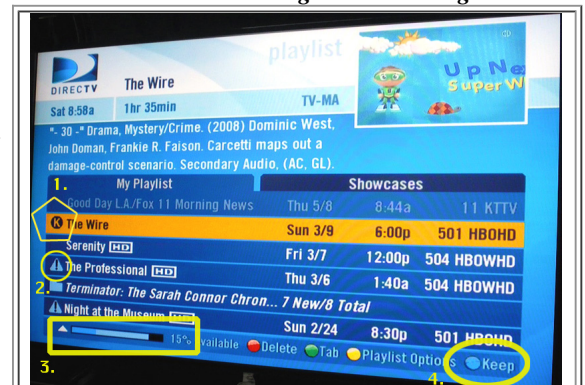 playlist
DIRECTV
The Wire
Sat 8:58a
1hr 35min
TV-MA
Up Ne
Super W
"- 30 -" Drama, Mystery/Crime. (2008) Dominic West,
John Doman, Frankie R. Faison. Carcetti maps out a
damage-control scenario. Secondary Audio, (AC, GL).
1.
My Playlist Showcases
Good Day L.A/Fox 11 Morning News Thu 5/8 8:44a 11 KTTV
K The Wire Sun 3/9 6:00p 501 HBOHD
Serenity HD Fri 3/7 12:00p 504 HBOWHD
The Professional HD Thu 3/6 1:40a 504 HBOWHD
2.
Terminator: The Sarah Connor Chron... 7 New/8 Total
Night at the Museum Sun 2/24 8:30p 501 HBOHD
15% available Delete Tab Playlist Options Keep
3.
4.